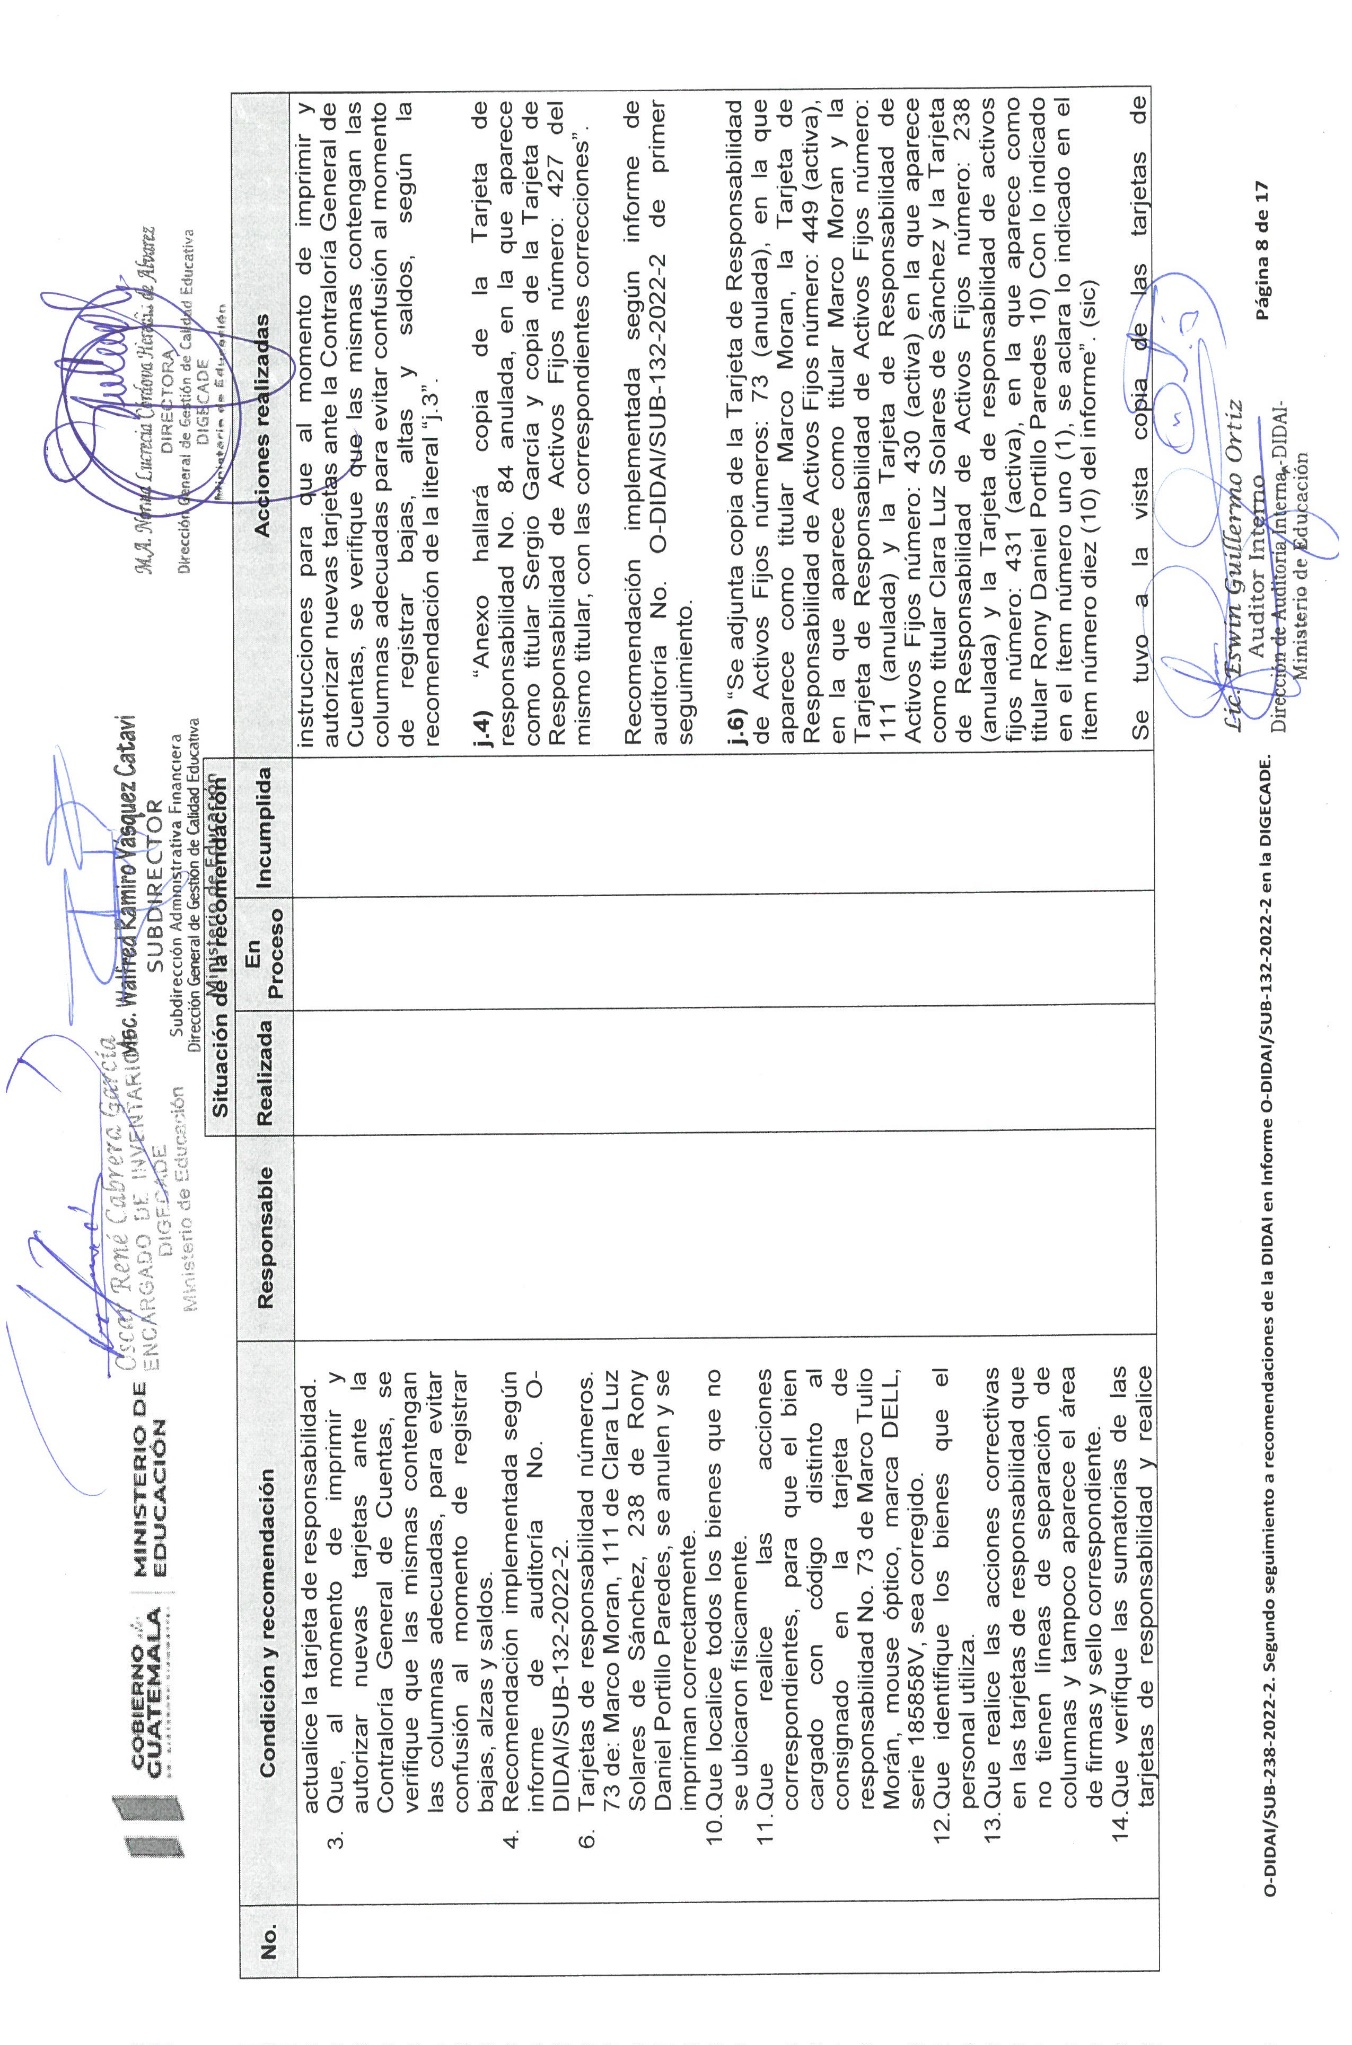 GOBIERNO de
GUATEMALA
MINISTERIO DE
EDUCACIÓN
Oscar René Cabrera García
ENCARGADO DE INVENTARIOS
DIGECADE
Ministerio de Educación
Msc. Walfred Ramiro Vásquez Catavi
SUBDIRECTOR
Subdirección Administrativa Financiera
Dirección General de Gestión de Calidad Educativa
Ministerio de Educación
M.A. Norma Lucrecia Córdova Heredia de Alvarez
DIRECTORA
Dirección General de Gestión de Calidad Educativa
DIGECADE
Ministerio de Educación
No.
Condición y recomendación
Responsable
Situación de la recomendación
Realizada
En
Proceso
Incumplida
Acciones realizadas
actualice la tarjeta de responsabilidad.
3. Que, al momento de imprimir y
autorizar nuevas tarjetas ante la
Contraloría General de Cuentas, se
verifique que las mismas contengan
las columnas adecuadas, para evitar
confusión al momento de registrar
bajas, alzas y saldos.
4. Recomendación implementada según
informe de auditoría No. O-
DIDAI/SUB-132-2022-2.
6. Tarjetas de responsabilidad números.
73 de: Marco Moran, 111 de Clara Luz
Solares de Sánchez, 238 de Rony
Daniel Portillo Paredes, se anulen y se
impriman correctamente.
10. Que localice todos los bienes que no
se ubicaron físicamente.
11. Que realice las acciones
correspondientes, para que el bien
cargado con código distinto al
consignado en la tarjeta de
responsabilidad No. 73 de Marco Tulio
Morán, mouse óptico, marca DELL,
serie 185858V, sea corregido.
12. Que identifique los bienes que el
personal utiliza.
13. Que realice las acciones correctivas
en las tarjetas de responsabilidad que
no tienen líneas de separación de
columnas y tampoco aparece el área
de firmas y sello correspondiente.
14. Que verifique las sumatorias de las
tarjetas de responsabilidad y realice
instrucciones para que al momento de imprimir y
autorizar nuevas tarjetas ante la Contraloría General de
Cuentas, se verifique que las mismas contengan las
columnas adecuadas para evitar confusión al momento
de registrar bajas, altas y saldos, según la
recomendación de la literal “j.3”.
j.4) “Anexo hallará copia de la Tarjeta de
responsabilidad No. 84 anulada, en la que aparece
como titular Sergio García y copia de la Tarjeta de
Responsabilidad de Activos Fijos número: 427 del
mismo titular, con las correspondientes correcciones”.
Recomendación implementada según informe de
auditoría No. O-DIDAI/SUB-132-2022-2 de primer
seguimiento.
j.6) “Se adjunta copia de la Tarjeta de Responsabilidad
de Activos Fijos números: 73 (anulada), en la que
aparece como titular Marco Moran, la Tarjeta de
Responsabilidad de Activos Fijos número: 449 (activa),
en la que aparece como titular Marco Moran y la
Tarjeta de Responsabilidad de Activos Fijos número:
111 (anulada) y la Tarjeta de Responsabilidad de
Activos Fijos número: 430 (activa) en la que aparece
como titular Clara Luz Solares de Sánchez y la Tarjeta
de Responsabilidad de Activos Fijos número: 238
(anulada) y la Tarjeta de responsabilidad de activos
fijos número: 431 (activa), en la que aparece como
titular Rony Daniel Portillo Paredes 10) Con lo indicado
en el ítem número uno (1), se aclara lo indicado en el
ítem número diez (10) del informe”. (sic)
Se tuvo a la vista copia de las tarjetas de
Lic. Eswin Guillermo Ortiz
Auditor Interno
Dirección de Auditoria Interna,-DIDAI-
Ministerio de Educación
O-DIDAI/SUB-238-2022-2. Segundo seguimiento a recomendaciones de la DIDAI en Informe O-DIDAI/SUB-132-2022-2 en la DIGECADE.
Página 8 de 17